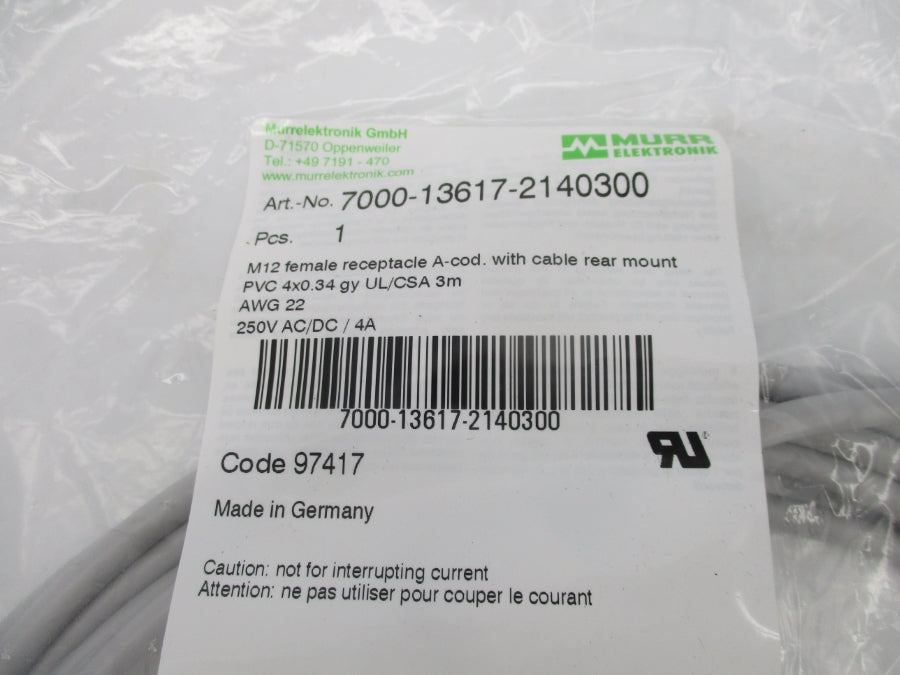 Murrelektronik GmbH
D-71570 Oppenweiler
Tel.: +49 7191 - 470
www.murrelektronik.com
MURR
ELEKTRONIK
Art.-No. 7000-13617-2140300
Pcs. 1
M12 female receptacle A-cod. with cable rear mount
PVC 4x0.34 gy UL/CSA 3m
AWG 22
250V AC/DC / 4A
7000-13617-2140300
Code 97417
RU®
Made in Germany
Caution: not for interrupting current
Attention: ne pas utiliser pour couper le courant